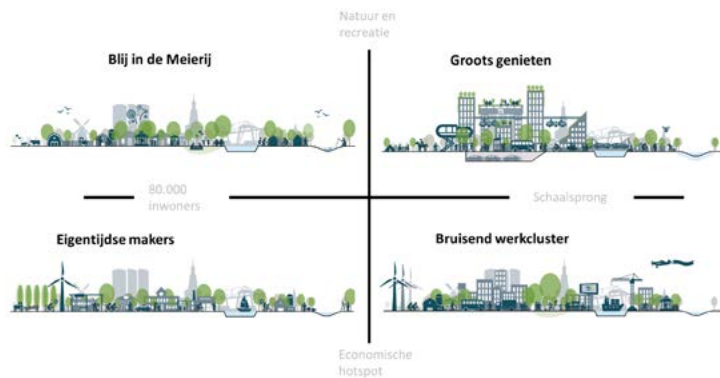 Natuur en
recreatie
Blij in de Meierij
Groots genieten
80.000
inwoners
Schaalsprong
Eigentijdse makers
Bruisend werkcluster
Economische
hotspot